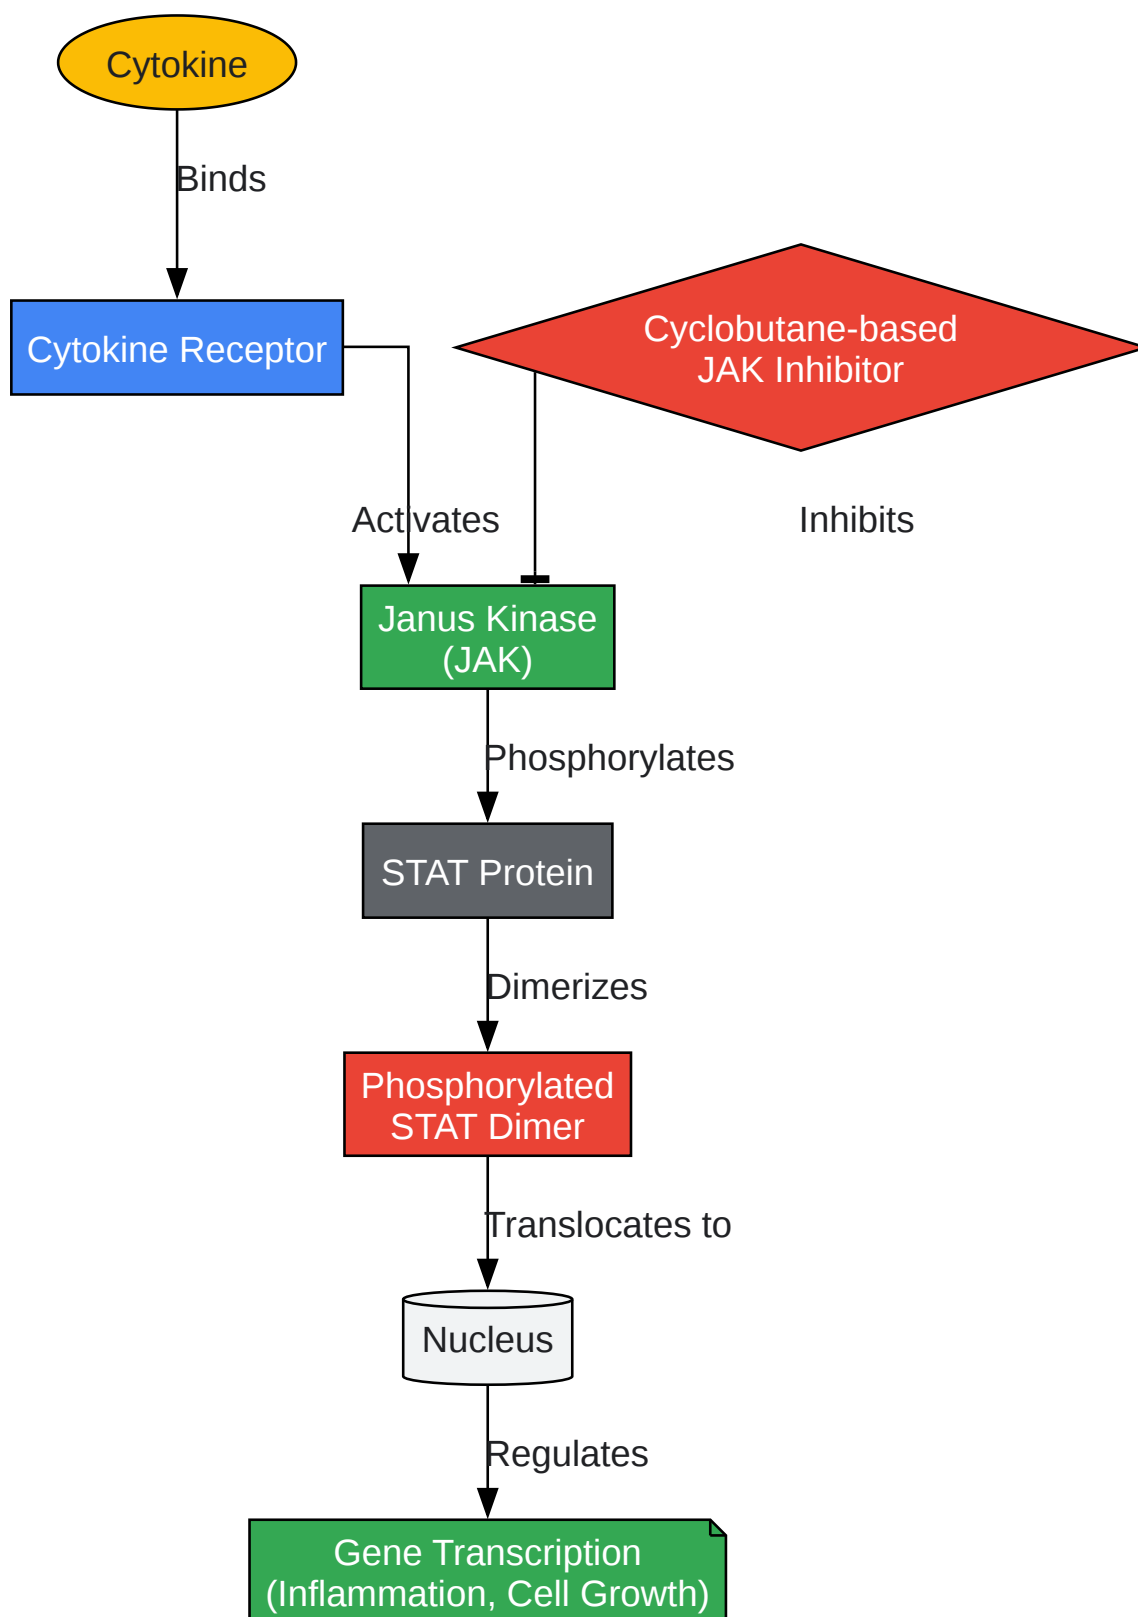 Cytokine
Binds
Cytokine Receptor
Cyclobutane-based
JAK Inhibitor
Activates
Inhibits
Janus Kinase
(JAK)
Phosphorylates
STAT Protein
Dimerizes
Phosphorylated
STAT Dimer
Translocates to
Nucleus
Regulates
Gene Transcription
(Inflammation, Cell Growth)